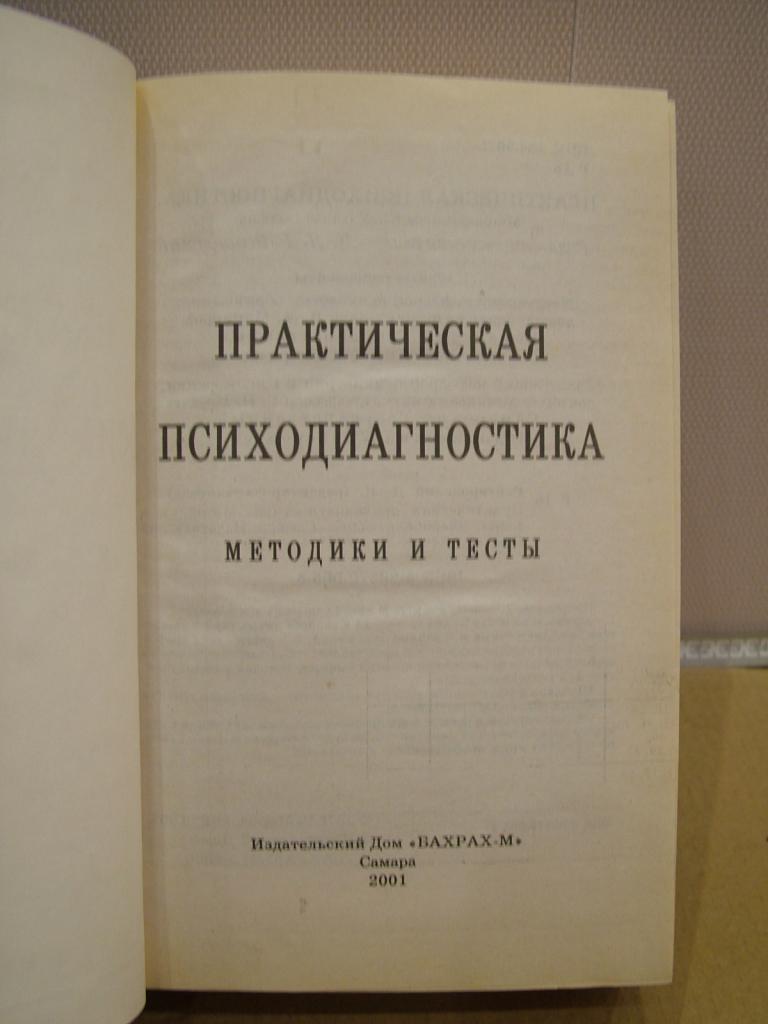 ПРАКТИЧЕСКАЯ
ПСИХОДИАГНОСТИКА
МЕТОДИКИ И ТЕСТЫ
Издательский Дом «БАХРАХ-М»
Самара
2001